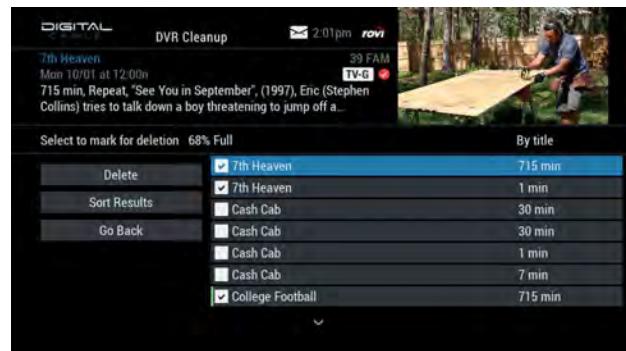 DIGITAL
CABLE
DVR Cleanup
2:01pm rovi
7th Heaven
39 FAM
Mon 10/01 at 12:00n
TV-G
715 min, Repeat, "See You in September", (1997), Eric (Stephen
Collins) tries to talk down a boy threatening to jump off a...
Select to mark for deletion 68% Full
By title
Delete
Sort Results
Go Back
7th Heaven 715 min
7th Heaven 1 min
Cash Cab 30 min
Cash Cab 30 min
Cash Cab 1 min
Cash Cab 7 min
College Football 715 min